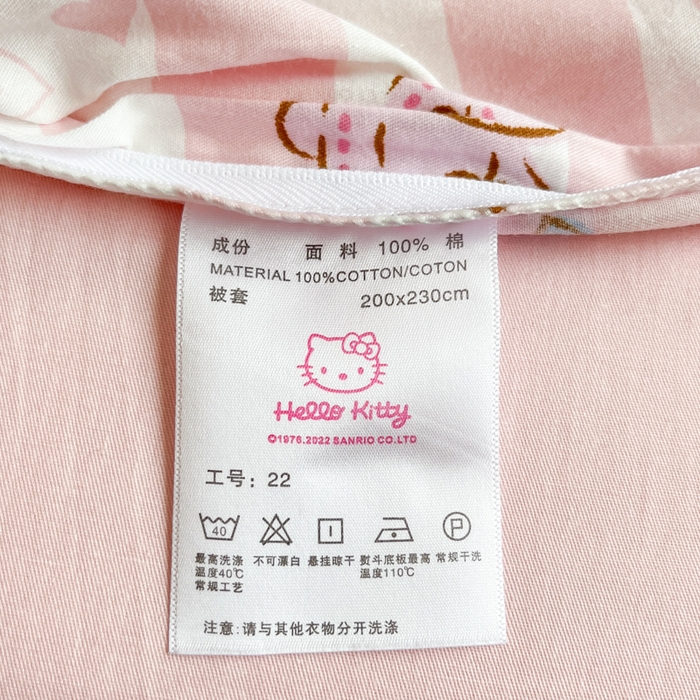 成份 面料 100% 棉
MATERIAL 100%COTTON/COTON
被套 200x230cm
Hello Kitty
©1976.2022 SANRIO CO.LTD
工号：22
40 P
最高洗涤温度40℃常规工艺
不可漂白
悬挂晾干
熨斗底板最高温度110℃
常规干洗
注意:请与其他衣物分开洗涤